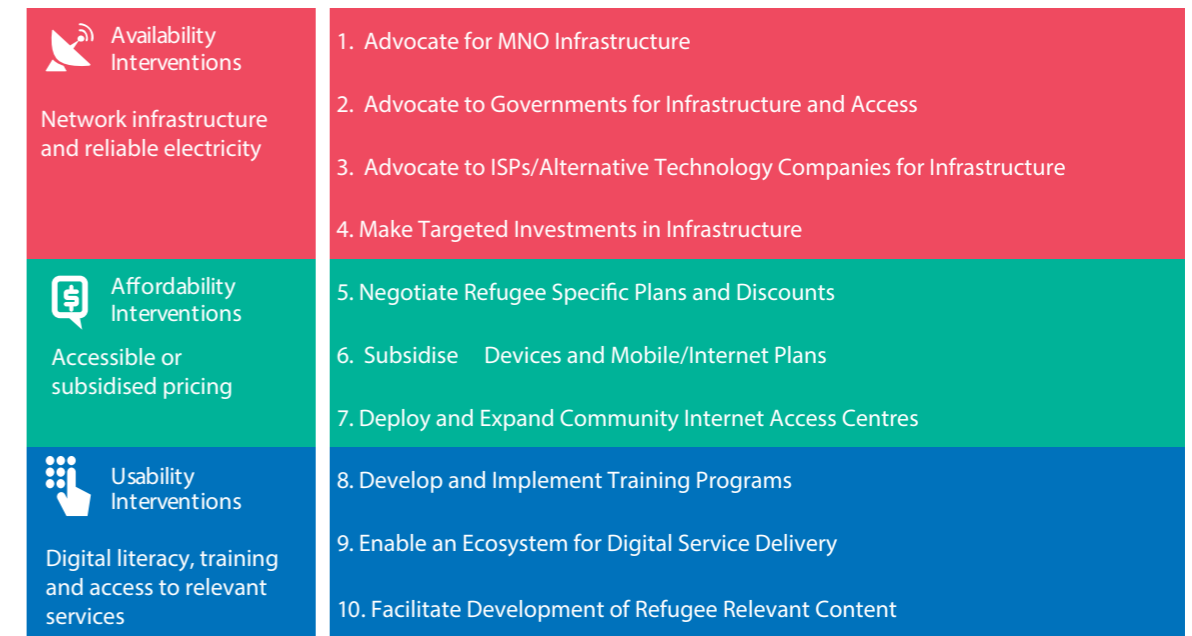 Availability
Interventions
Network infrastructure
and reliable electricity
1. Advocate for MNO Infrastructure
2. Advocate to Governments for Infrastructure and Access
3. Advocate to ISPs/Alternative Technology Companies for Infrastructure
4. Make Targeted Investments in Infrastructure
$
Affordability
Interventions
Accessible or
subsidised pricing
5. Negotiate Refugee Specific Plans and Discounts
6. Subsidise Devices and Mobile/Internet Plans
7. Deploy and Expand Community Internet Access Centres
Usability
Interventions
Digital literacy, training
and access to relevant
services
8. Develop and Implement Training Programs
9. Enable an Ecosystem for Digital Service Delivery
10. Facilitate Development of Refugee Relevant Content